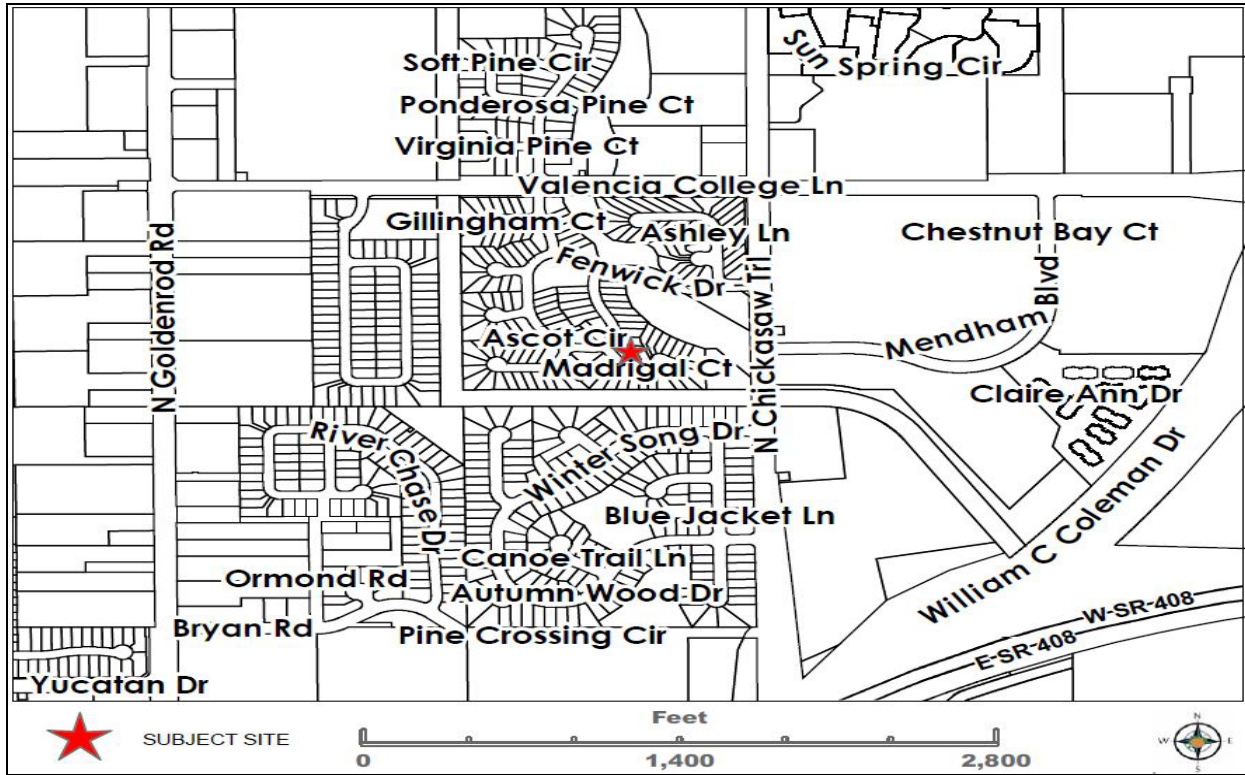 Sun Spring Cir
Soft Pine Cir
Ponderosa Pine Ct
Virginia Pine Ct
Valencia College Ln
Gillingham Ct
Ashley Ln
Chestnut Bay Ct
N Goldenrod Rd
Fenwick Dr
N Chickasaw Trl
Mendham Blvd
Ascot Cir
Madrigal Ct
Claire Ann Dr
River Chase Dr
Winter Song Dr
Blue Jacket Ln
William C Coleman Dr
Canoe Trail Ln
Ormond Rd
Autumn Wood Dr
Bryan Rd
Pine Crossing Cir
W-SR-408
E-SR-408
Yucatan Dr
SUBJECT SITE
Feet
0 1,400 2,800
N
W E
S